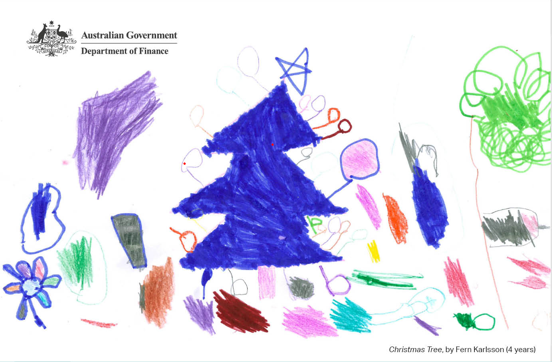 Australian Government
Department of Finance
Christmas Tree, by Fern Karlsson (4 years)